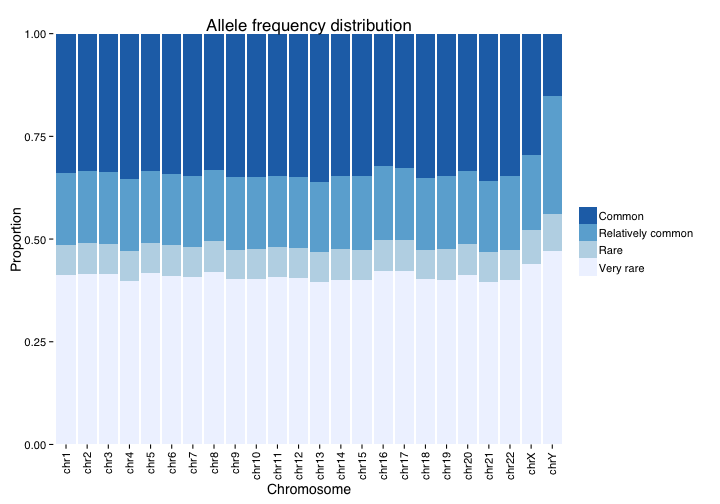 Allele frequency distribution
Proportion
1.00
0.75
0.50
0.25
0.00
chr1
chr2
chr3
chr4
chr5
chr6
chr7
chr8
chr9
chr10
chr11
chr12
chr13
chr14
chr15
chr16
chr17
chr18
chr19
chr20
chr21
chr22
chrX
chrY
Chromosome
Common
Relatively common
Rare
Very rare